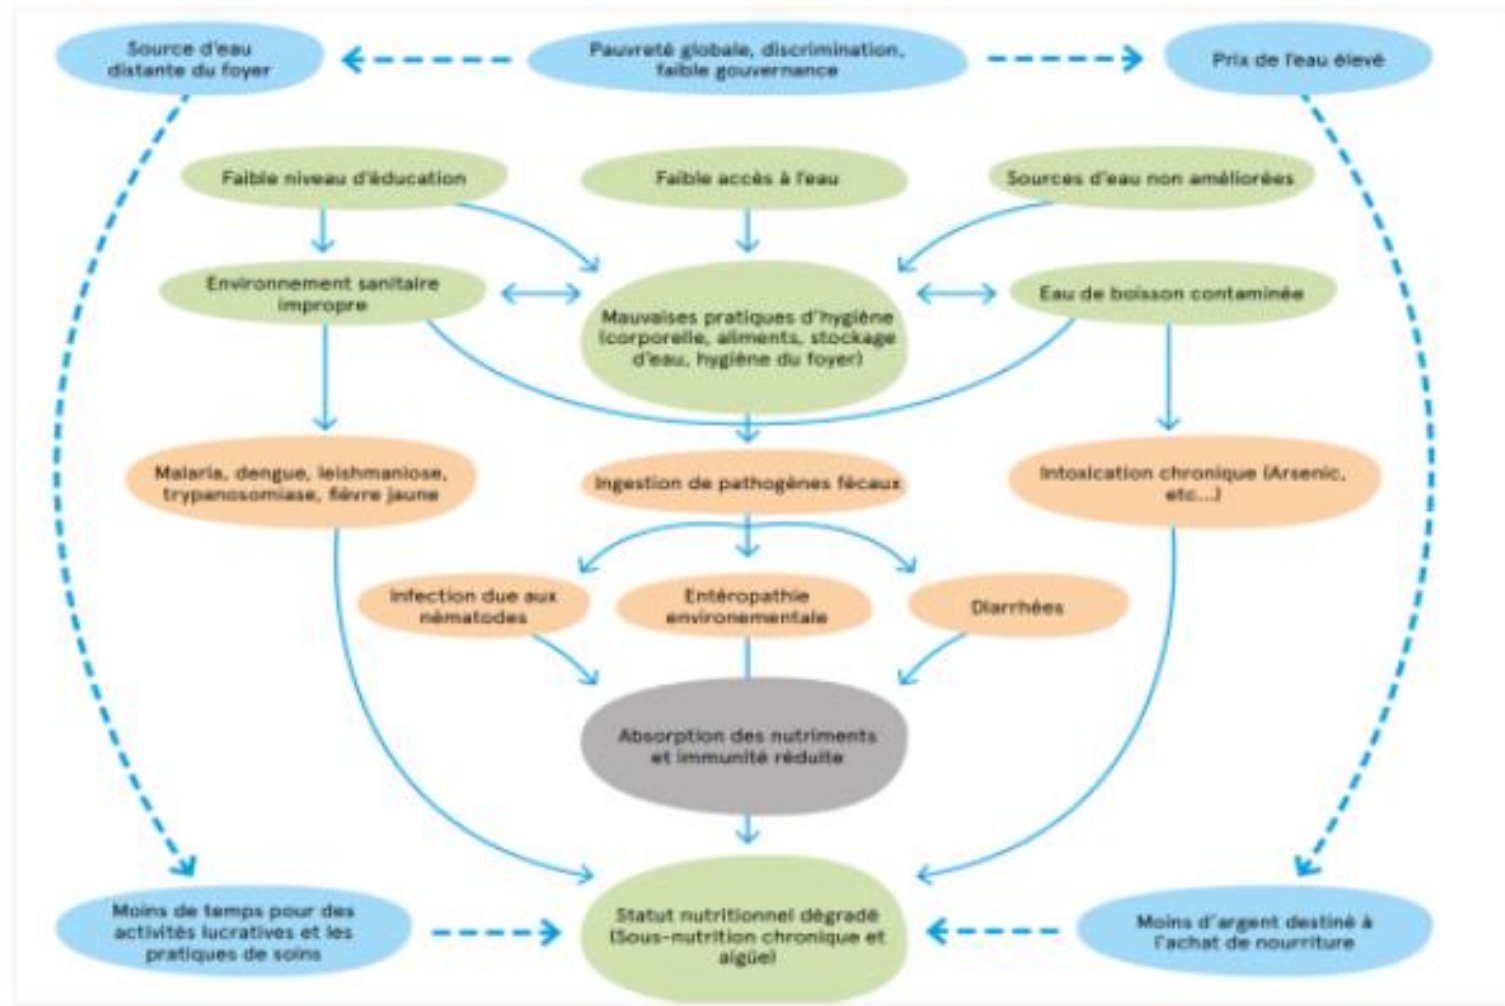 Source d'eau
distante du foyer
Pauvreté globale, discrimination,
faible gouvernance
Prix de l'eau élevé
Faible niveau d'éducation
Faible accès à l'eau
Sources d'eau non améliorées
Environnement sanitaire
impropre
Mauvaises pratiques d'hygiène
(corporelle, aliments, stockage
d'eau, hygiène du foyer)
Eau de boisson contaminée
Malaria, dengue, leishmaniose,
trypanosomiase, fièvre jaune
Ingestion de pathogènes fécaux
Intoxication chronique (Arsenic,
etc...)
Infection due aux
nèmatodes
Entéropathie
environementale
Diarrhées
Absorption des nutriments
et immunité réduite
Moins de temps pour des
activités lucratives et les
pratiques de soins
Statut nutritionnel dégradé
(Sous-nutrition chronique et
aigüe)
Moins d'argent destiné à
l'achat de nourriture